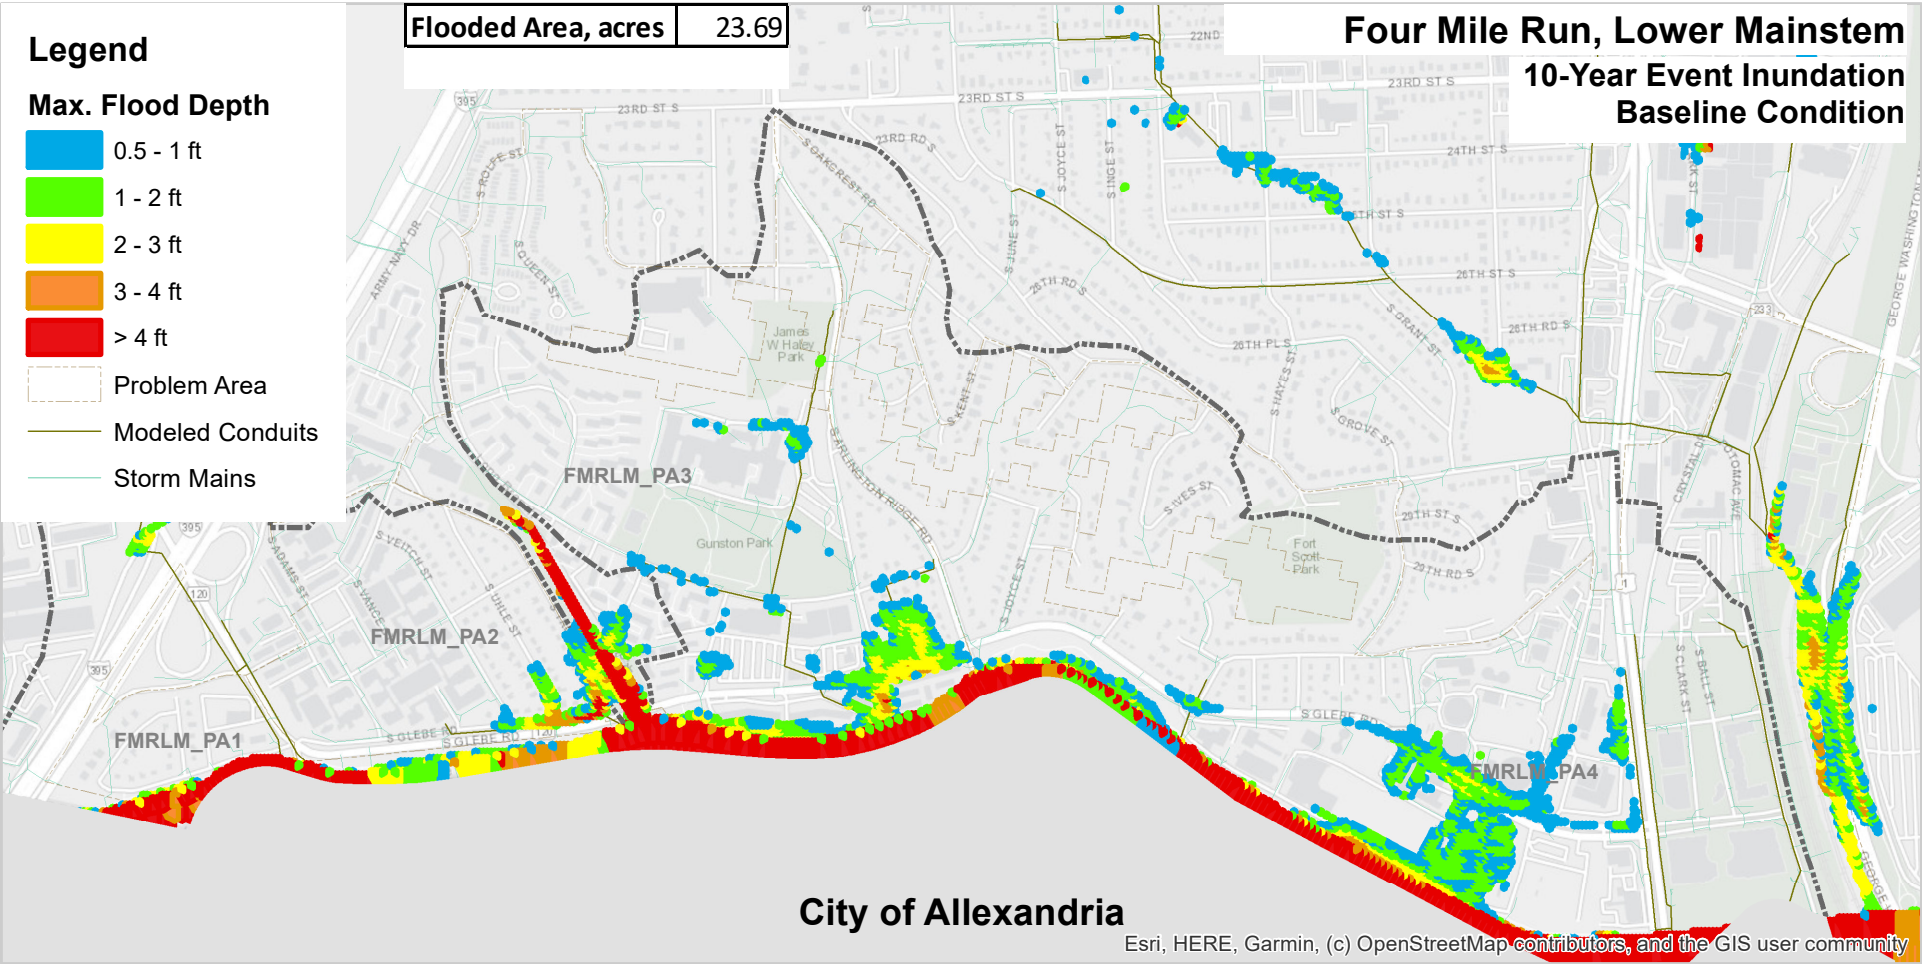 Flooded Area, acres 23.69
Four Mile Run, Lower Mainstem
10-Year Event Inundation
Baseline Condition
Legend
Max. Flood Depth
0.5 - 1 ft
1 - 2 ft
2 - 3 ft
3 - 4 ft
> 4 ft
Problem Area
Modeled Conduits
Storm Mains
395
22ND
23RD ST S
23RD ST S
23RD ST S
23RD RD S
24TH ST S
S ROLFE ST
S OAKCREST RD
S JOYCE ST
S INGE ST
ARMY NAVY DR
S QUEEN ST
S JUNE ST
26TH ST S
26TH RD S
26TH PL S
S GRANT ST
233
GEORGE WASHINGTON
James
W Haley
Park
S KENT ST
S HAYES ST
S GROVE ST
S ARLINGTON RIDGE RD
FMRLM_PA3
S IVES ST
CRYSTAL DR
29TH ST S
29TH RD S
Gunston Park
Fort
Scott
Park
395
120
S ADAMS ST
S VEITCH ST
S VANCE
S UHLE ST
S JOYCE ST
1
FMRLM_PA2
395
S CLARK ST
S BALL ST
FMRLM_PA1
S GLEBE RD
S GLEBE RD
120
S GLEBE RD
FMRLM_PA4
GEORGE
City of Allexandria
Esri, HERE, Garmin, (c) OpenStreetMap contributors, and the GIS user community